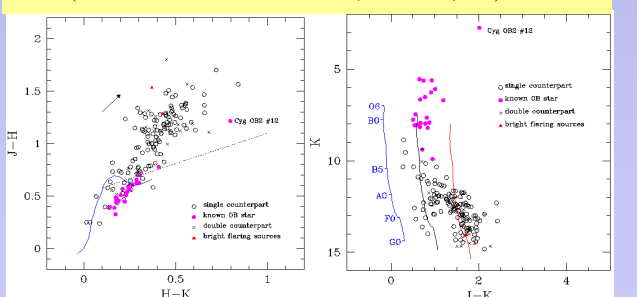 2
1.5
1
0.5
0
J−H
0
0.5
1
H−K
Cyg OB2 #12
single counterpart
known OB star
double counterpart
bright flaring sources
5
10
15
K
0
2
4
Cyg OB2 #12
single counterpart
known OB star
double counterpart
bright flaring sources
O6
B0
B5
A0
F0
G0